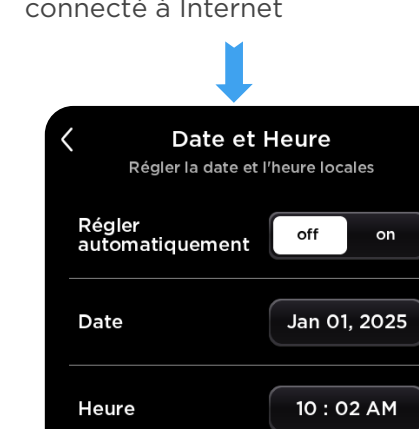 connecté à Internet
Date et Heure
Régler la date et l'heure locales
Régler
automatiquement
off on
Date
Jan 01, 2025
Heure
10 : 02 AM